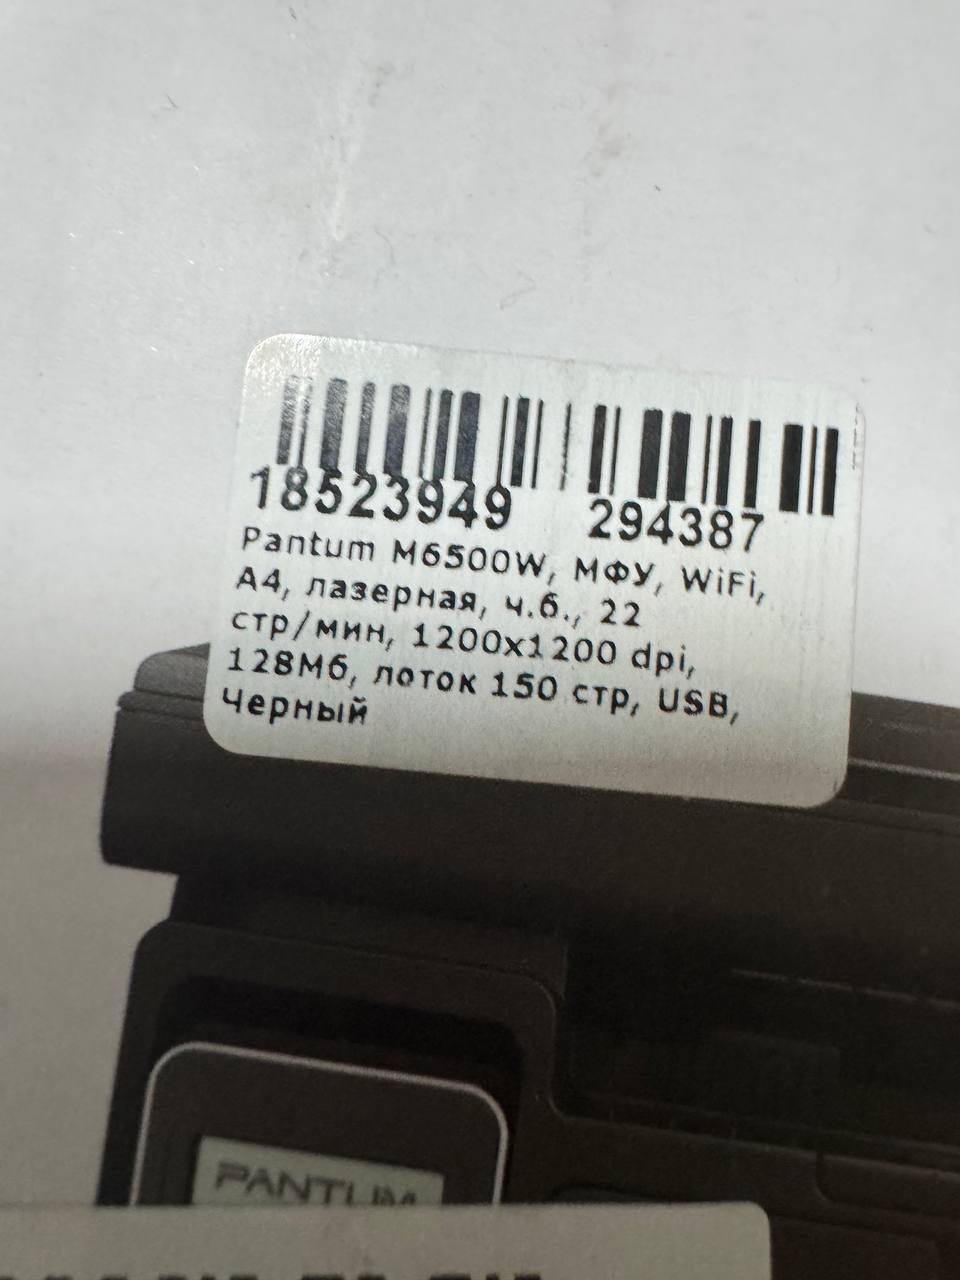 18523949 294387
Pantum M6500W, МФУ, WiFi,
A4, лазерная, ч.б., 22
стр/мин, 1200x1200 dpi,
128Мб, лоток 150 стр, USB,
Черный
PANTUM